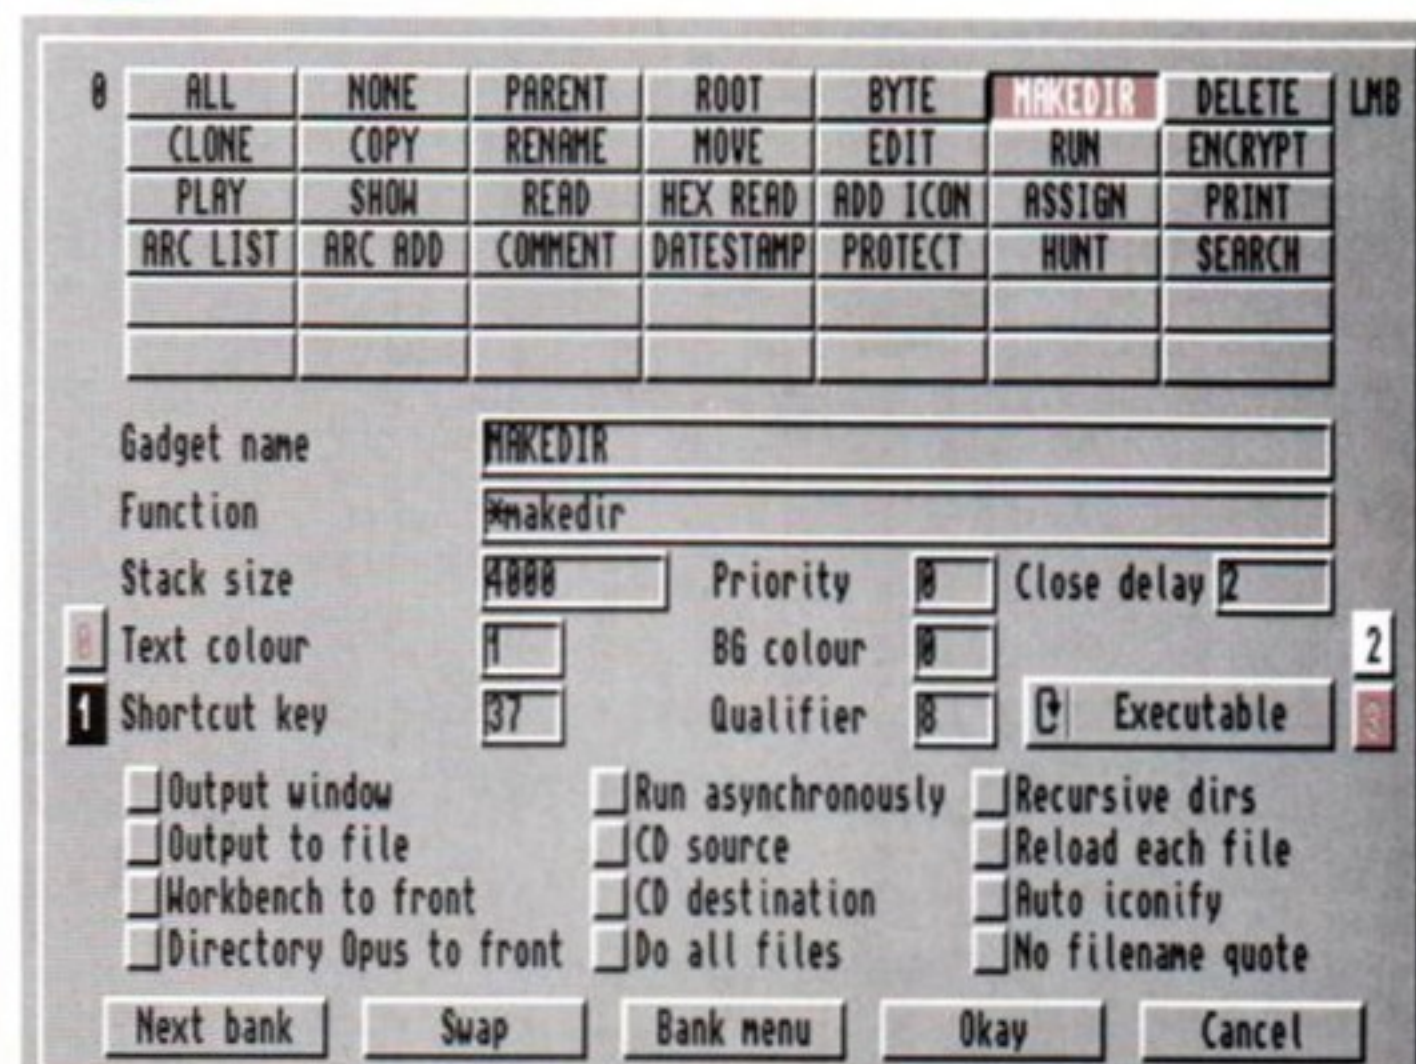 0 ALL NONE PARENT ROOT BYTE MAKEDIR DELETE LMB
CLONE COPY RENAME MOVE EDIT RUN ENCRYPT
PLAY SHOW READ HEX READ ADD ICON ASSIGN PRINT
ARC LIST ARC ADD COMMENT DATESTAMP PROTECT HUNT SEARCH
Gadget name MAKEDIR
Function *makedir
Stack size 4000 Priority 0 Close delay 2
0 Text colour 1 BG colour 0 2
1 Shortcut key 37 Qualifier 8 Executable 3
Output window Run asynchronously Recursive dirs
Output to file CD source Reload each file
Workbench to front CD destination Auto iconify
Directory Opus to front Do all files No filename quote
Next bank Swap Bank menu Okay Cancel